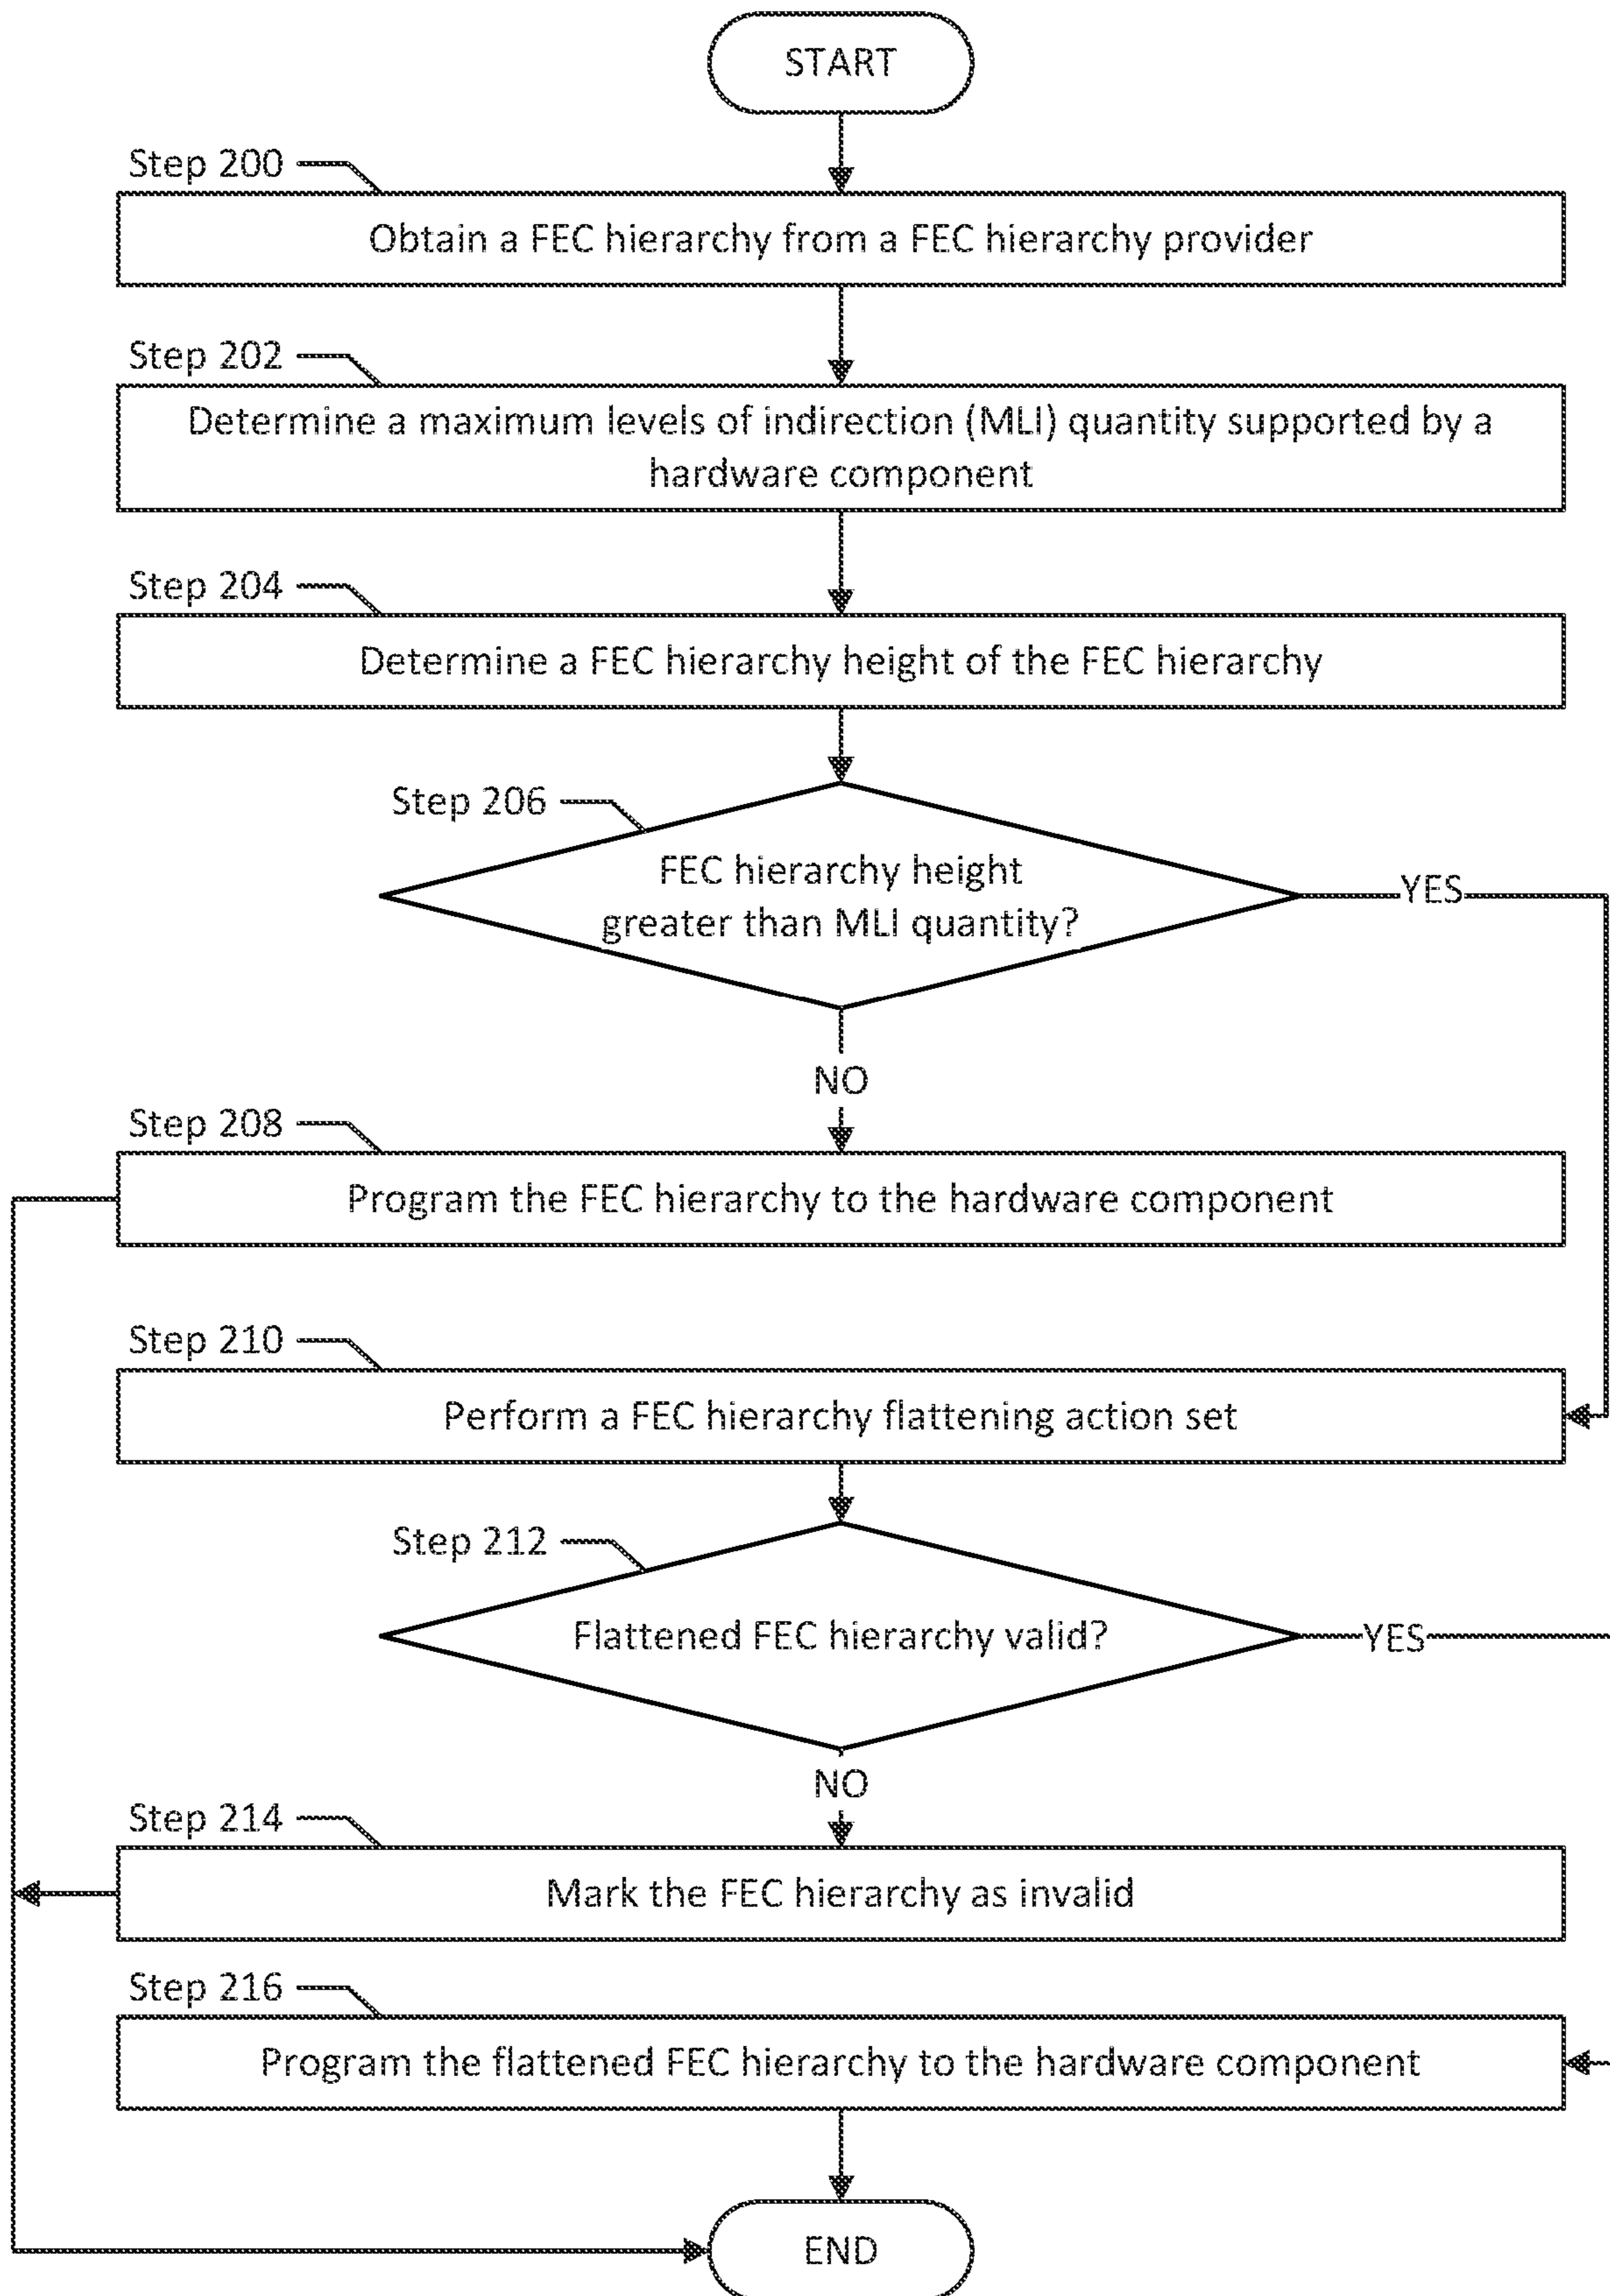 START
Step 200
Obtain a FEC hierarchy from a FEC hierarchy provider
Step 202
Determine a maximum levels of indirection (MLI) quantity supported by a
hardware component
Step 204
Determine a FEC hierarchy height of the FEC hierarchy
Step 206
FEC hierarchy height
greater than MLI quantity?
YES
NO
Step 208
Program the FEC hierarchy to the hardware component
Step 210
Perform a FEC hierarchy flattening action set
Step 212
Flattened FEC hierarchy valid?
YES
NO
Step 214
Mark the FEC hierarchy as invalid
Step 216
Program the flattened FEC hierarchy to the hardware component
END